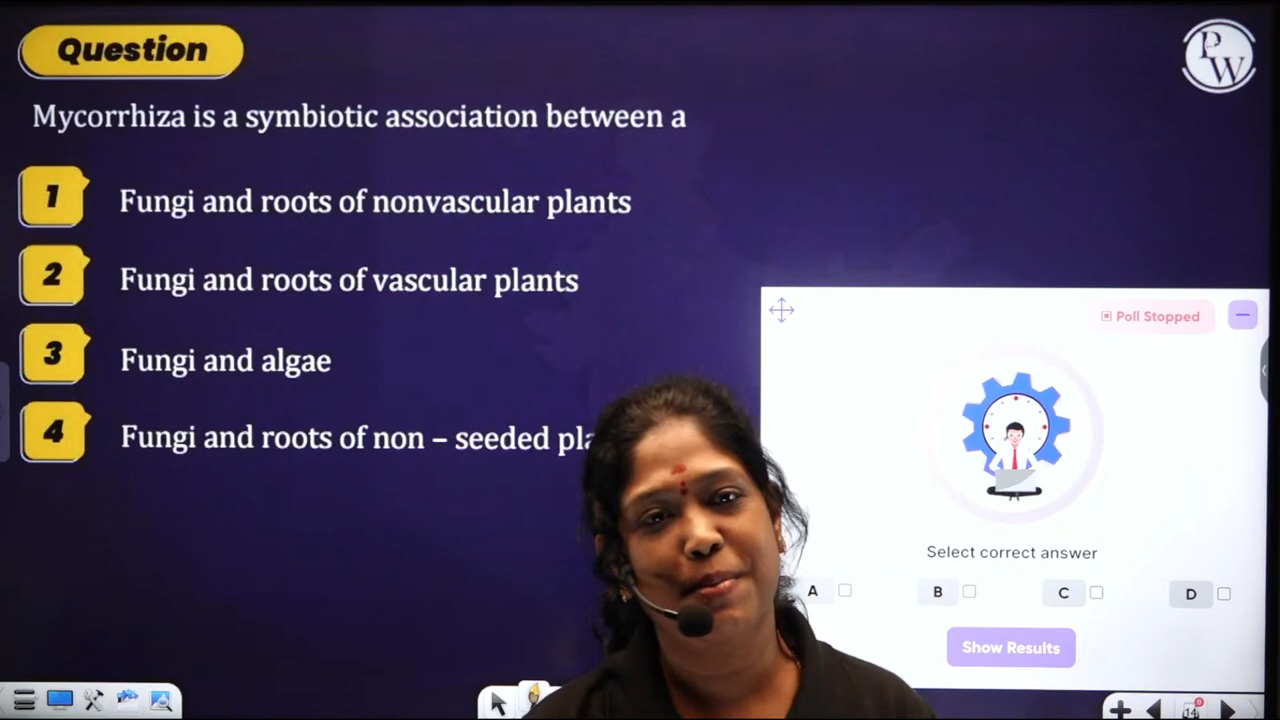 Question
PW
Mycorrhiza is a symbiotic association between a
1 Fungi and roots of nonvascular plants
2 Fungi and roots of vascular plants
3 Fungi and algae
4 Fungi and roots of non – seeded
Poll Stopped
Select correct answer
A B C D
Show Results
14